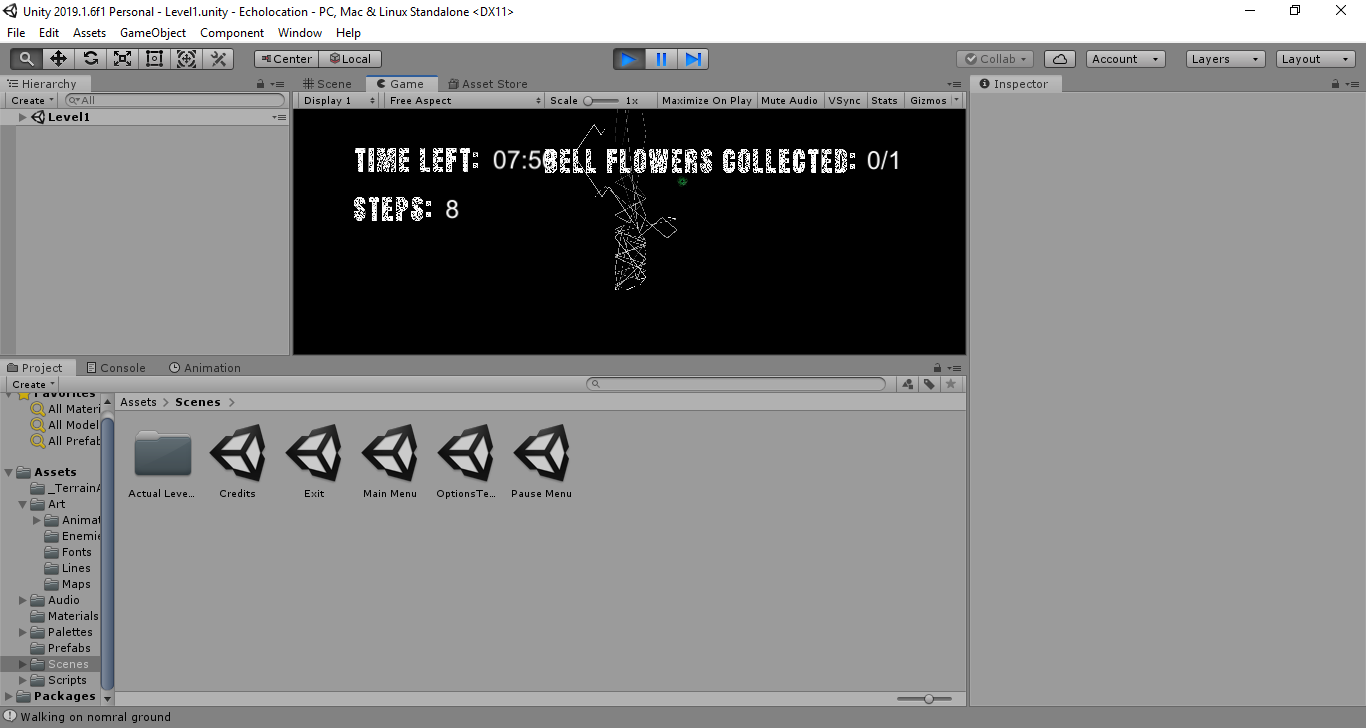 Unity 2019.1.6f1 Personal - Level1.unity - Echolocation - PC, Mac & Linux Standalone <DX11>
File Edit Assets GameObject Component Window Help
Center Local Collab Account Layers Layout
Hierarchy Scene Game Asset Store Inspector
Create All Display 1 Free Aspect Scale 1x Maximize On Play Mute Audio VSync Stats Gizmos
Level1
TIME LEFT: 07:5 BELL FLOWERS COLLECTED: 0/1
STEPS: 8
Project Console Animation
Create
Favorites
Assets > Scenes >
All Materi
All Model
All Prefab
Assets
_TerrainA
Art
Animat
Enemie
Fonts
Lines
Maps
Audio
Materials
Palettes
Prefabs
Scenes
Scripts
Packages
Actual Leve... Credits Exit Main Menu OptionsTe... Pause Menu
Walking on nomral ground